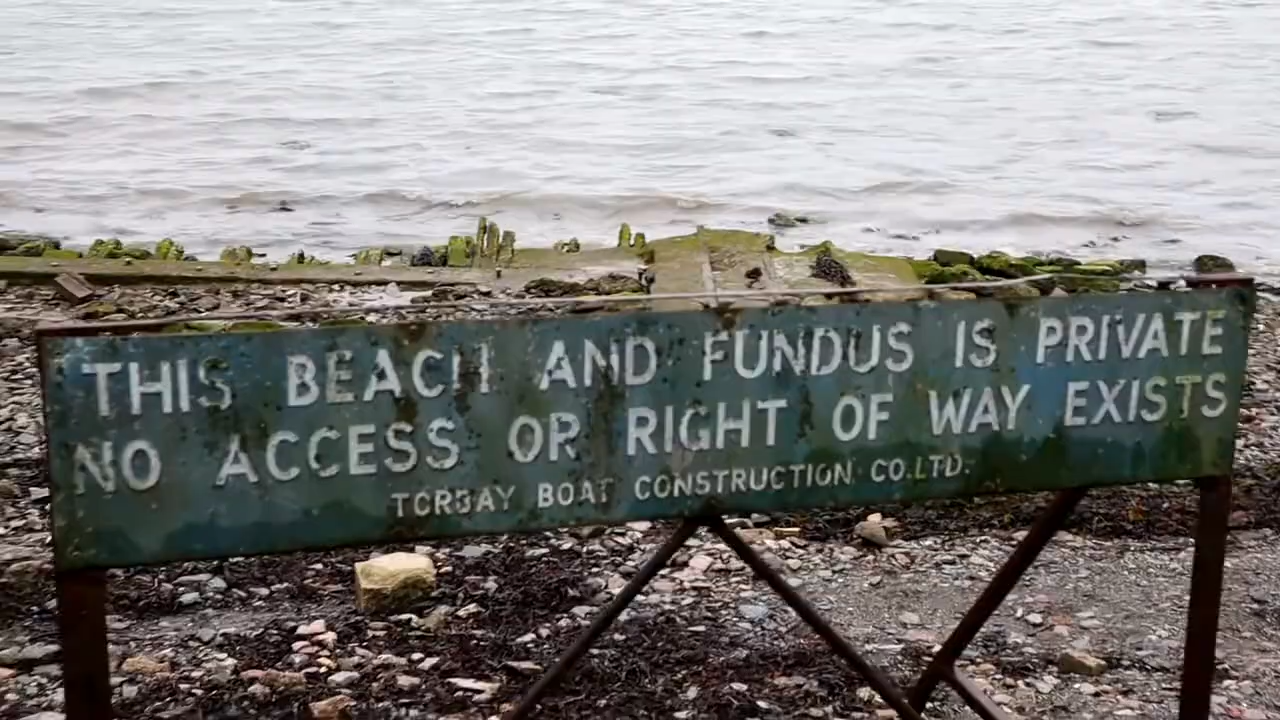 THIS BEACH AND FUNDUS IS PRIVATE
NO ACCESS OR RIGHT OF WAY EXISTS
TORBAY BOAT CONSTRUCTION CO.LTD.